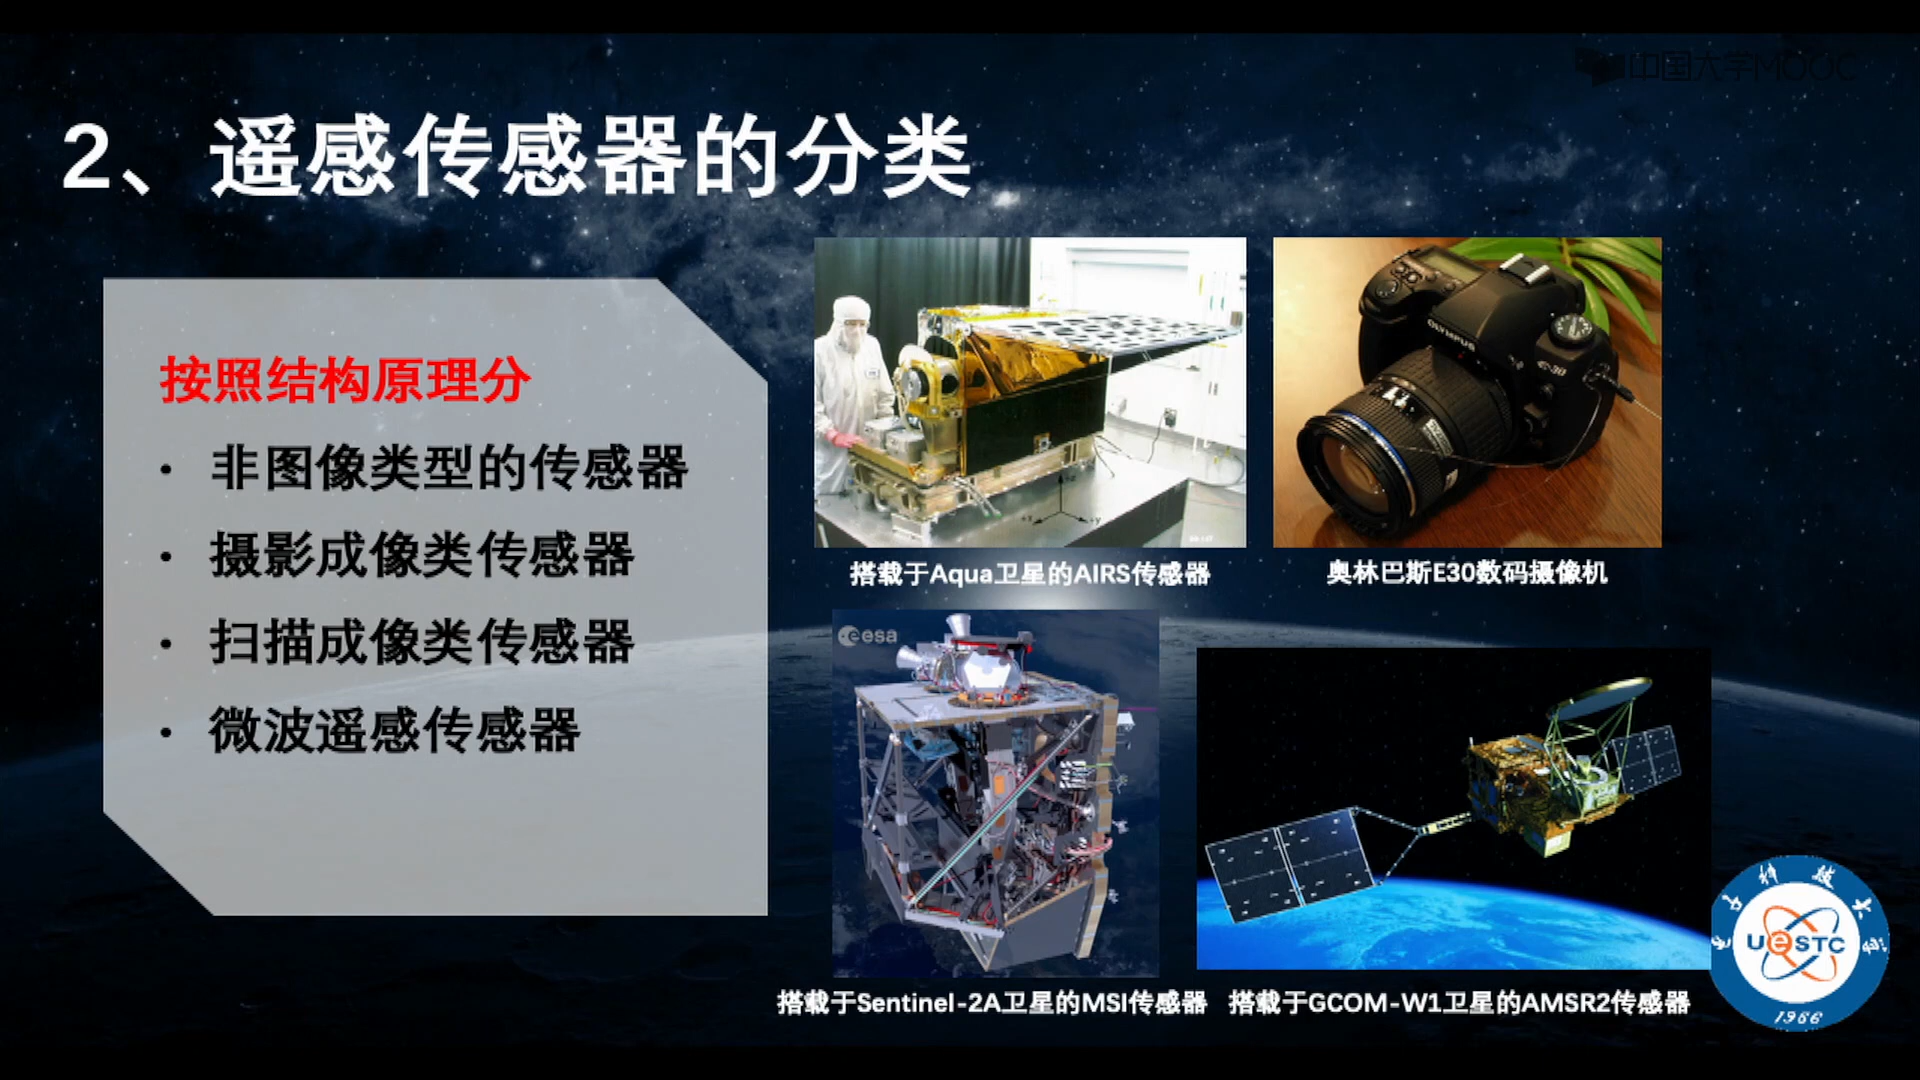 中国大学MOOC
2、遥感传感器的分类
按照结构原理分
• 非图像类型的传感器
• 摄影成像类传感器
• 扫描成像类传感器
• 微波遥感传感器
OLYMPUS
E-30
搭载于Aqua卫星的AIRS传感器
奥林巴斯E30数码摄像机
esa
搭载于Sentinel-2A卫星的MSI传感器
搭载于GCOM-W1卫星的AMSR2传感器
UESTC
1956